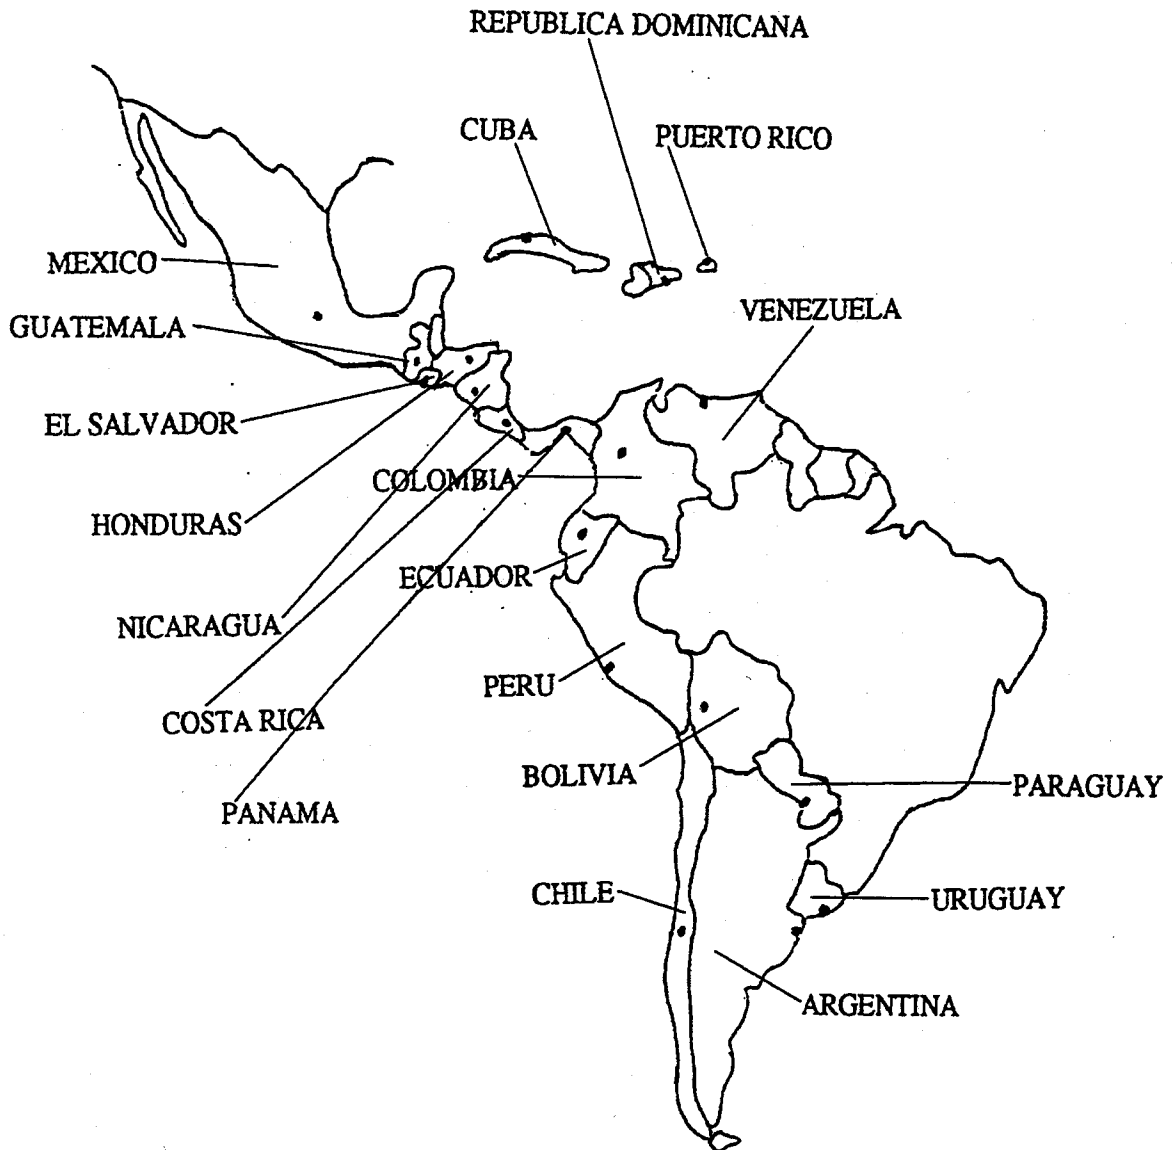 REPUBLICA DOMINICANA
CUBA
PUERTO RICO
MEXICO
VENEZUELA
GUATEMALA
EL SALVADOR
COLOMBIA
HONDURAS
ECUADOR
NICARAGUA
PERU
COSTA RICA
BOLIVIA
PARAGUAY
PANAMA
CHILE
URUGUAY
ARGENTINA